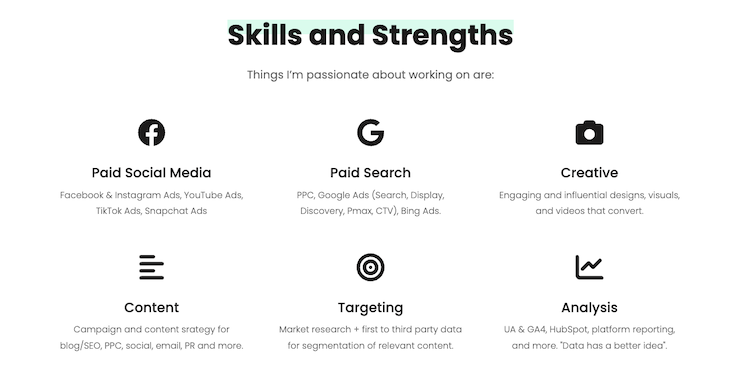 Skills and Strengths
Things I'm passionate about working on are:
Paid Social Media
Facebook & Instagram Ads, YouTube Ads,
TikTok Ads, Snapchat Ads
Paid Search
PPC, Google Ads (Search, Display,
Discovery, Pmax, CTV), Bing Ads.
Creative
Engaging and influential designs, visuals,
and videos that convert.
Content
Campaign and content srategy for
blog/SEO, PPC, social, email, PR and more.
Targeting
Market research + first to third party data
for segmentation of relevant content.
Analysis
UA & GA4, HubSpot, platform reporting,
and more. "Data has a better idea".